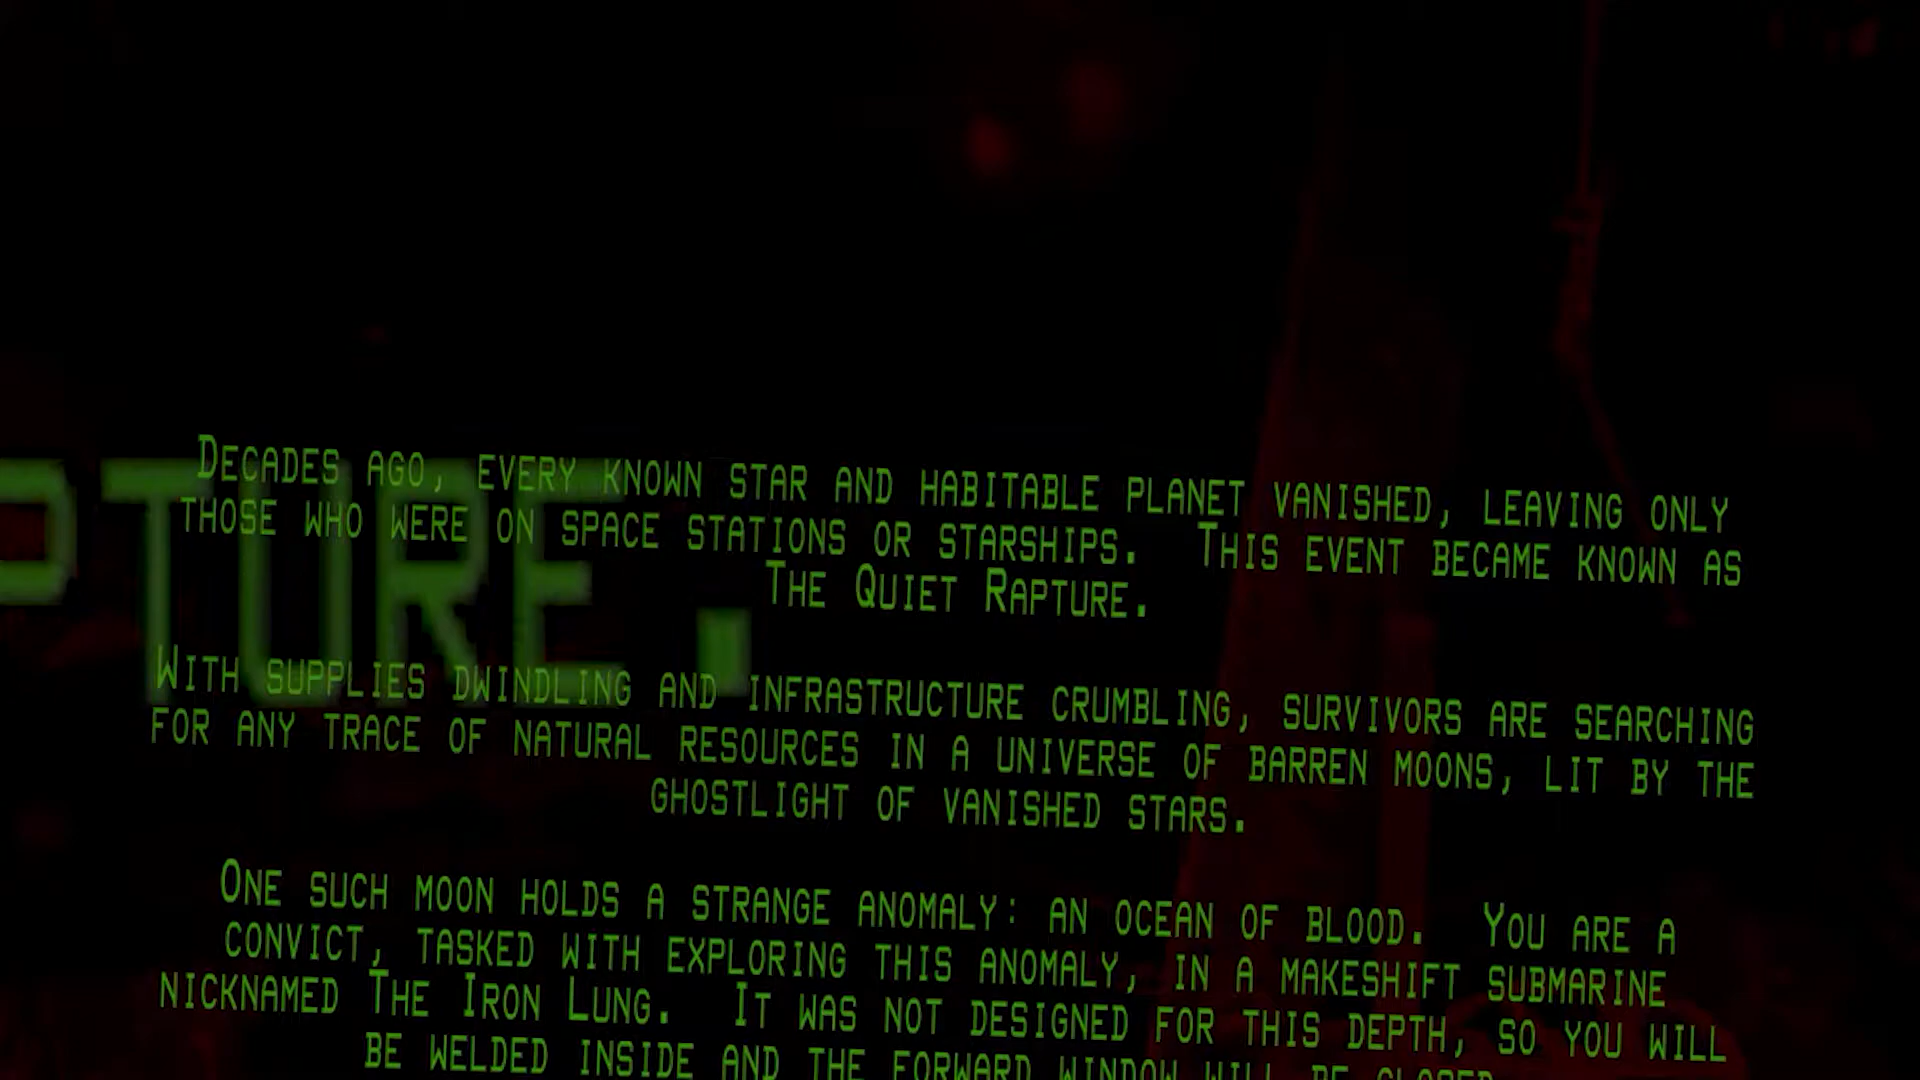 PTURE.
Decades ago, every known star and habitable planet vanished, leaving only
those who were on space stations or starships.  This event became known as
The Quiet Rapture.
With supplies dwindling and infrastructure crumbling, survivors are searching
for any trace of natural resources in a universe of barren moons, lit by the
ghostlight of vanished stars.
One such moon holds a strange anomaly: an ocean of blood.  You are a
convict, tasked with exploring this anomaly, in a makeshift submarine
nicknamed The Iron Lung.  It was not designed for this depth, so you will
be welded inside and the forward window will be closed